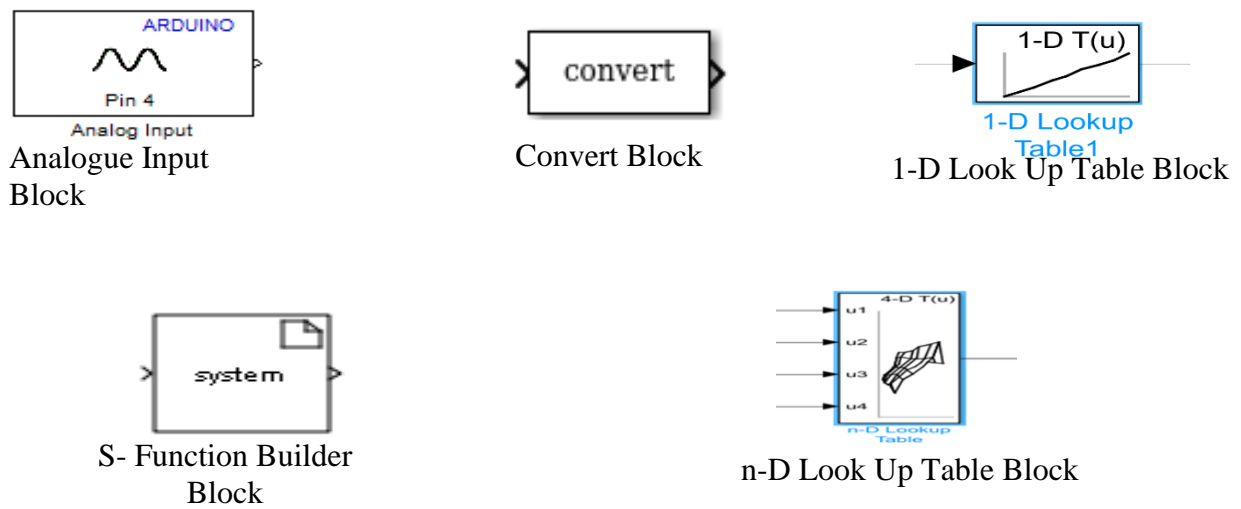 ARDUINO
Pin 4
Analog Input
Analogue Input
Block
convert
Convert Block
1-D T(u)
1-D Lookup
Table1
1-D Look Up Table Block
system
S- Function Builder
Block
4-D T(u)
u1
u2
u3
u4
n-D Lookup
Table
n-D Look Up Table Block